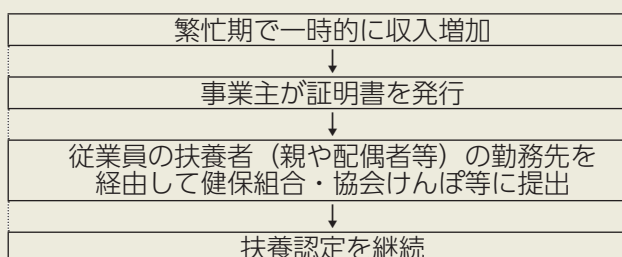 繁忙期で一時的に収入増加
↓
事業主が証明書を発行
↓
従業員の扶養者（親や配偶者等）の勤務先を
経由して健保組合・協会けんぽ等に提出
↓
扶養認定を継続